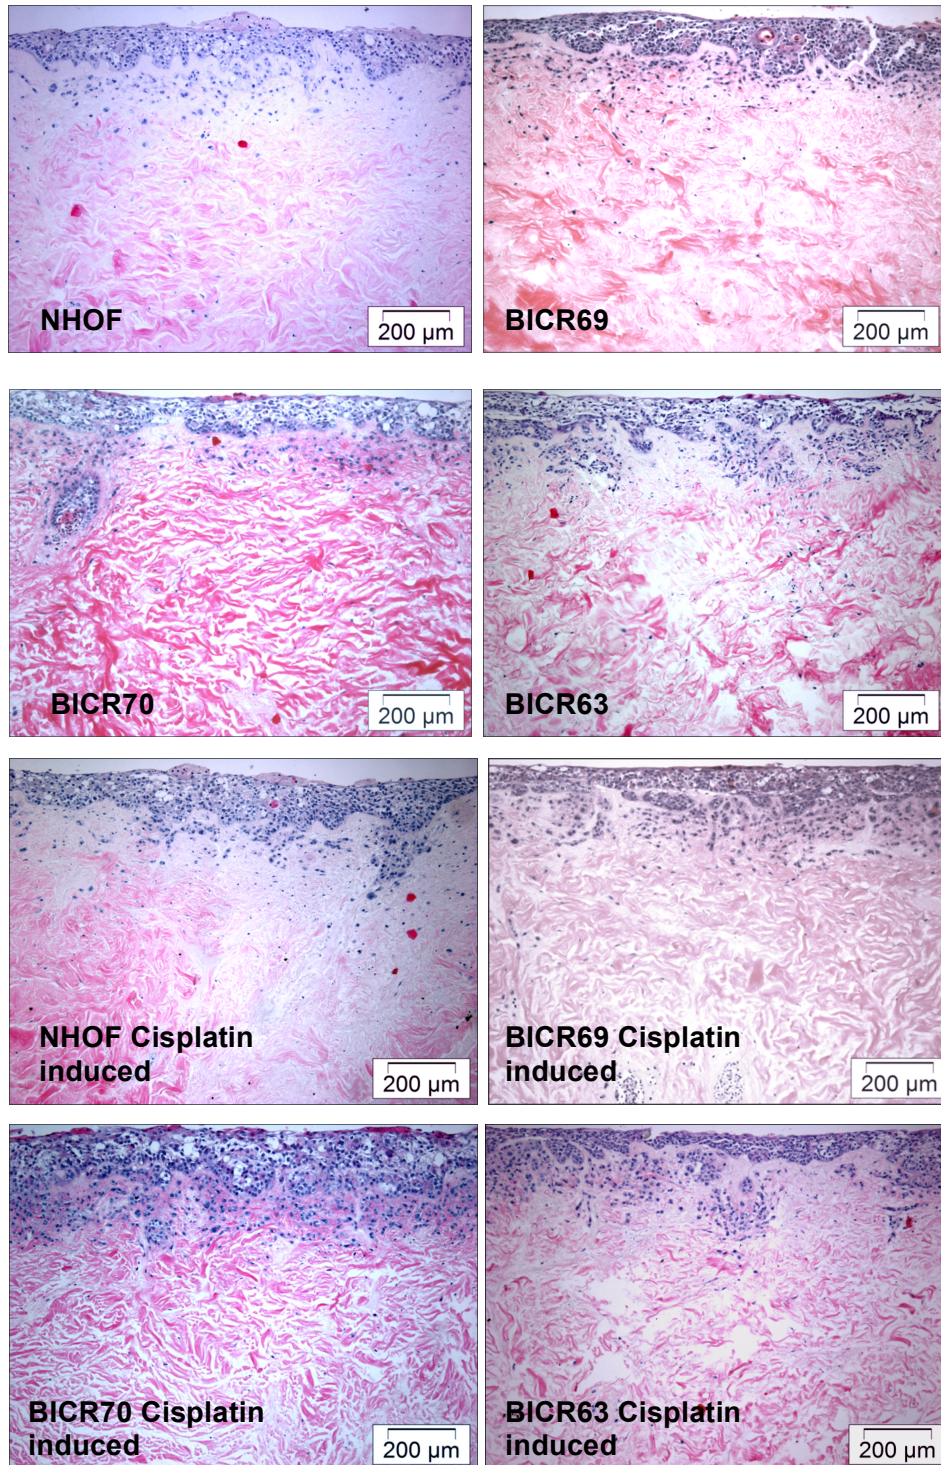 NHOF
200 µm
BICR69
200 µm
BICR70
200 µm
BICR63
200 µm
NHOF Cisplatin
induced
200 µm
BICR69 Cisplatin
induced
200 µm
BICR70 Cisplatin
induced
200 µm
BICR63 Cisplatin
induced
200 µm